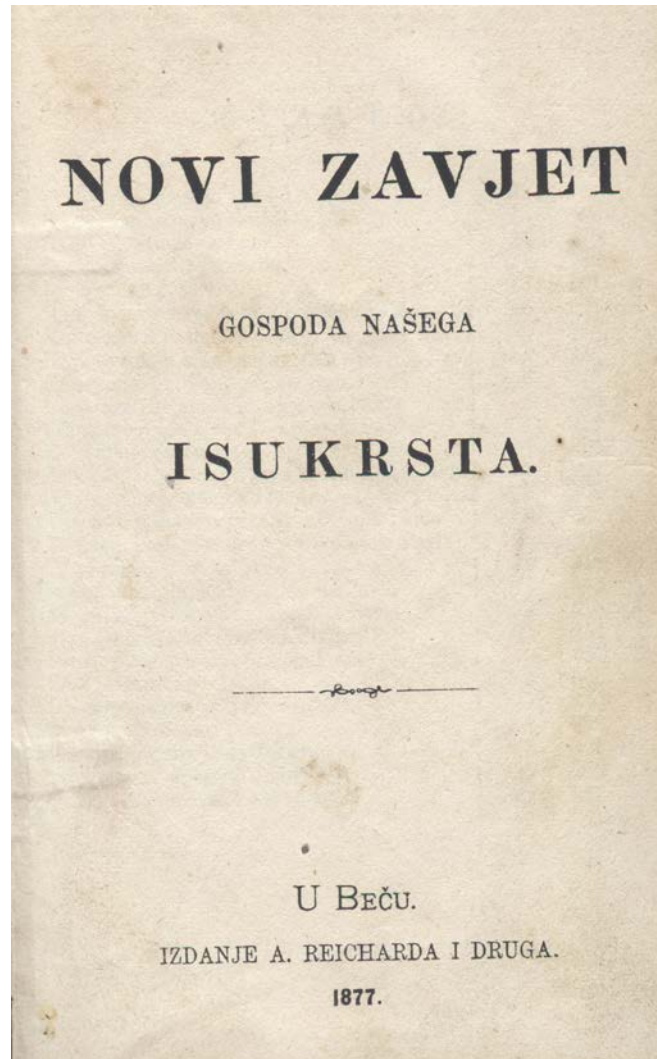 NOVI ZAVJET
GOSPODA NAŠEGA
ISUKRSTA.
U BEČU.
IZDANJE A. REICHARDA I DRUGA.
1877.